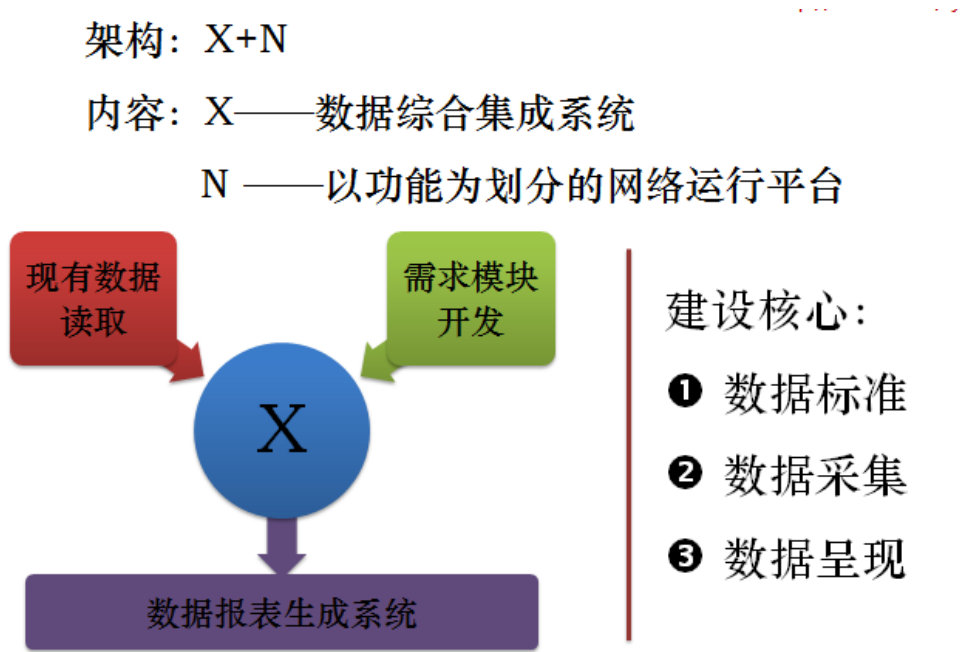 架构：X+N
内容：X——数据综合集成系统
N ——以功能为划分的网络运行平台
现有数据
读取
需求模块
开发
X
数据报表生成系统
建设核心：
❶ 数据标准
❷ 数据采集
❸ 数据呈现